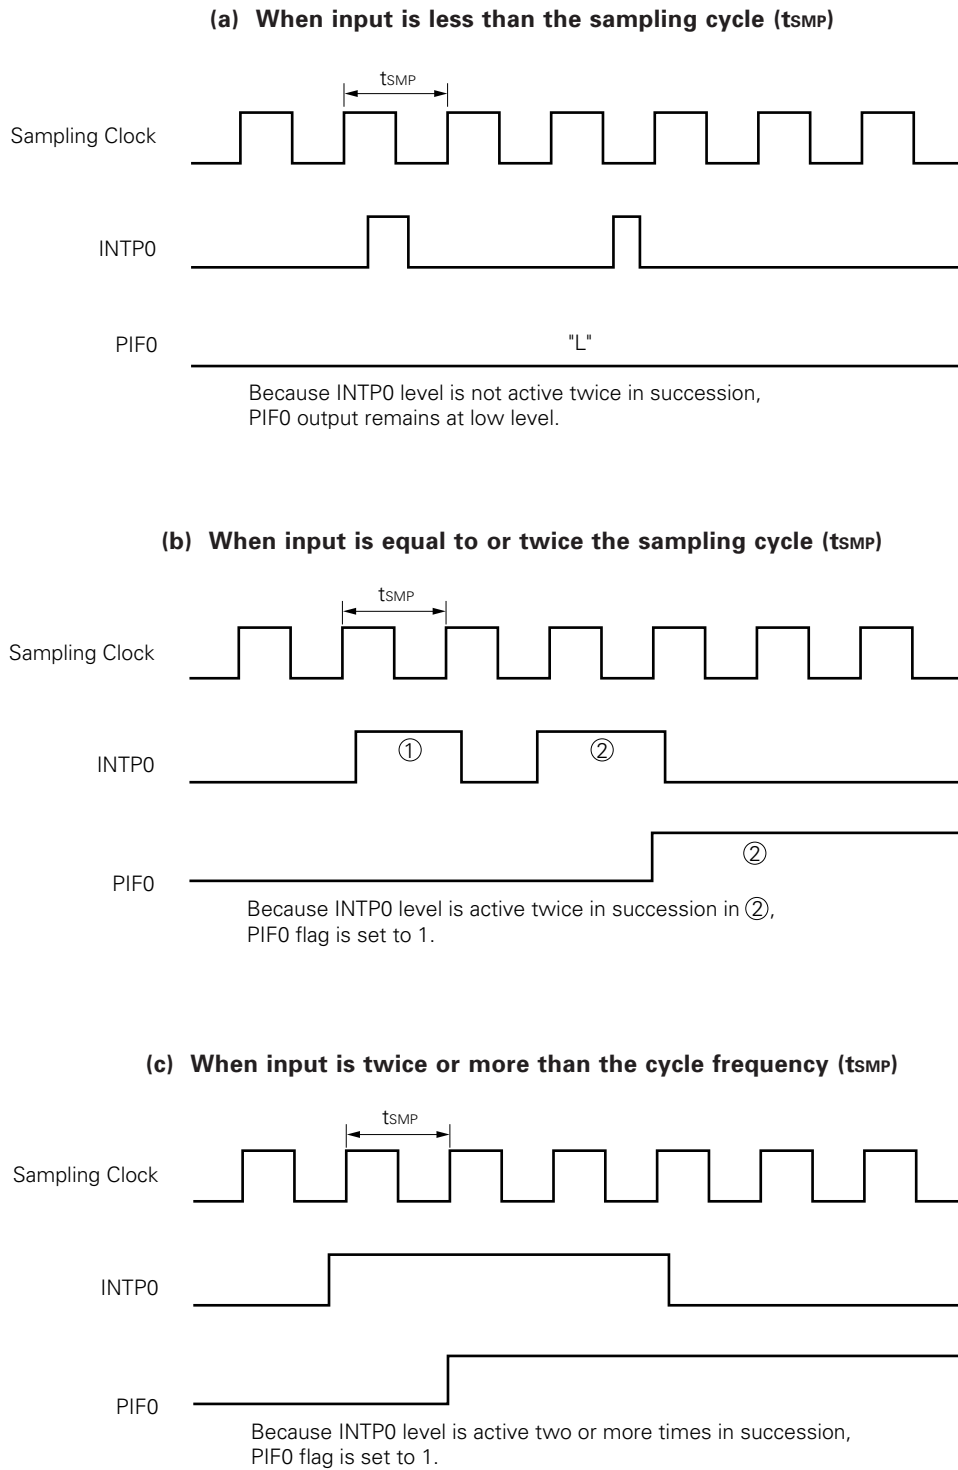 (a) When input is less than the sampling cycle (tSMP)
tSMP
Sampling Clock
INTP0
PIF0
"L"
Because INTP0 level is not active twice in succession,
PIF0 output remains at low level.
(b) When input is equal to or twice the sampling cycle (tSMP)
tSMP
Sampling Clock
INTP0
①
②
PIF0
②
Because INTP0 level is active twice in succession in ②,
PIF0 flag is set to 1.
(c) When input is twice or more than the cycle frequency (tSMP)
tSMP
Sampling Clock
INTP0
PIF0
Because INTP0 level is active two or more times in succession,
PIF0 flag is set to 1.